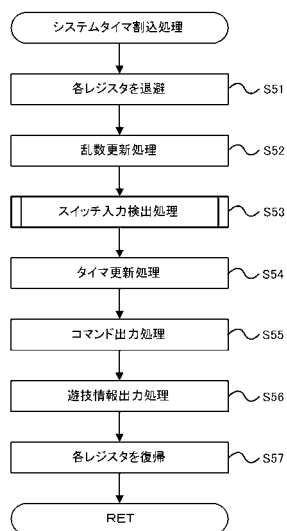 システムタイマ割込処理
各レジスタを退避 S51
乱数更新処理 S52
スイッチ入力検出処理 S53
タイマ更新処理 S54
コマンド出力処理 S55
遊技情報出力処理 S56
各レジスタを復帰 S57
RET